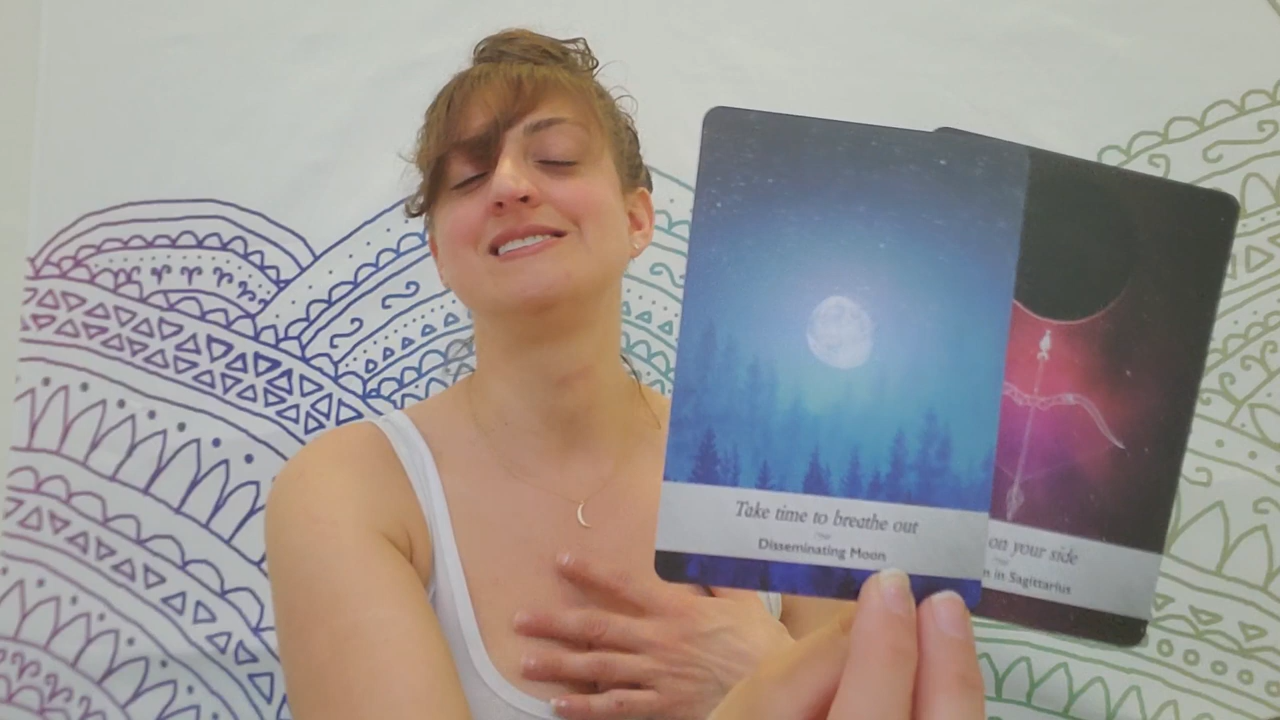 Take time to breathe out
Disseminating Moon
on your side
in Sagittarius